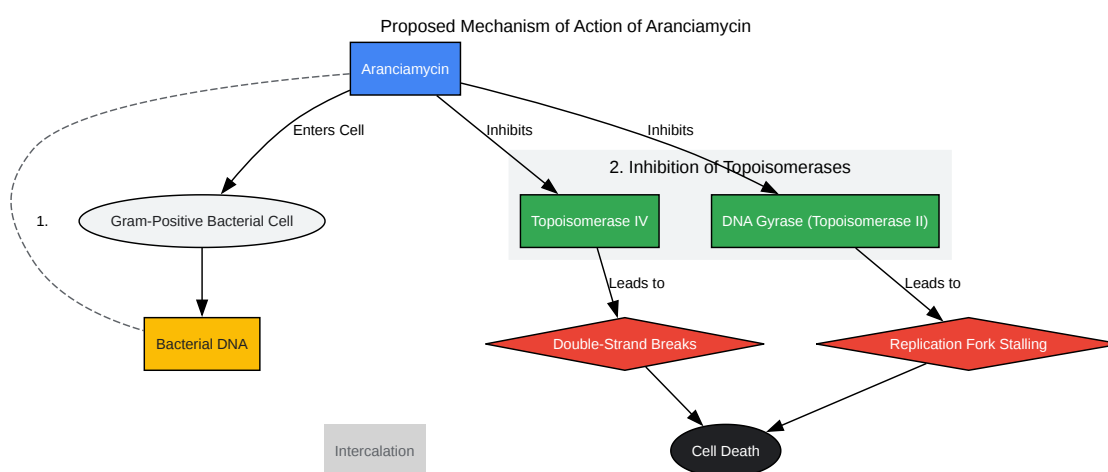 Proposed Mechanism of Action of Aranciamycin
Aranciamycin
Enters Cell
Inhibits
Inhibits
2. Inhibition of Topoisomerases
1.
Gram-Positive Bacterial Cell
Topoisomerase IV
DNA Gyrase (Topoisomerase II)
Leads to
Leads to
Bacterial DNA
Double-Strand Breaks
Replication Fork Stalling
Intercalation
Cell Death